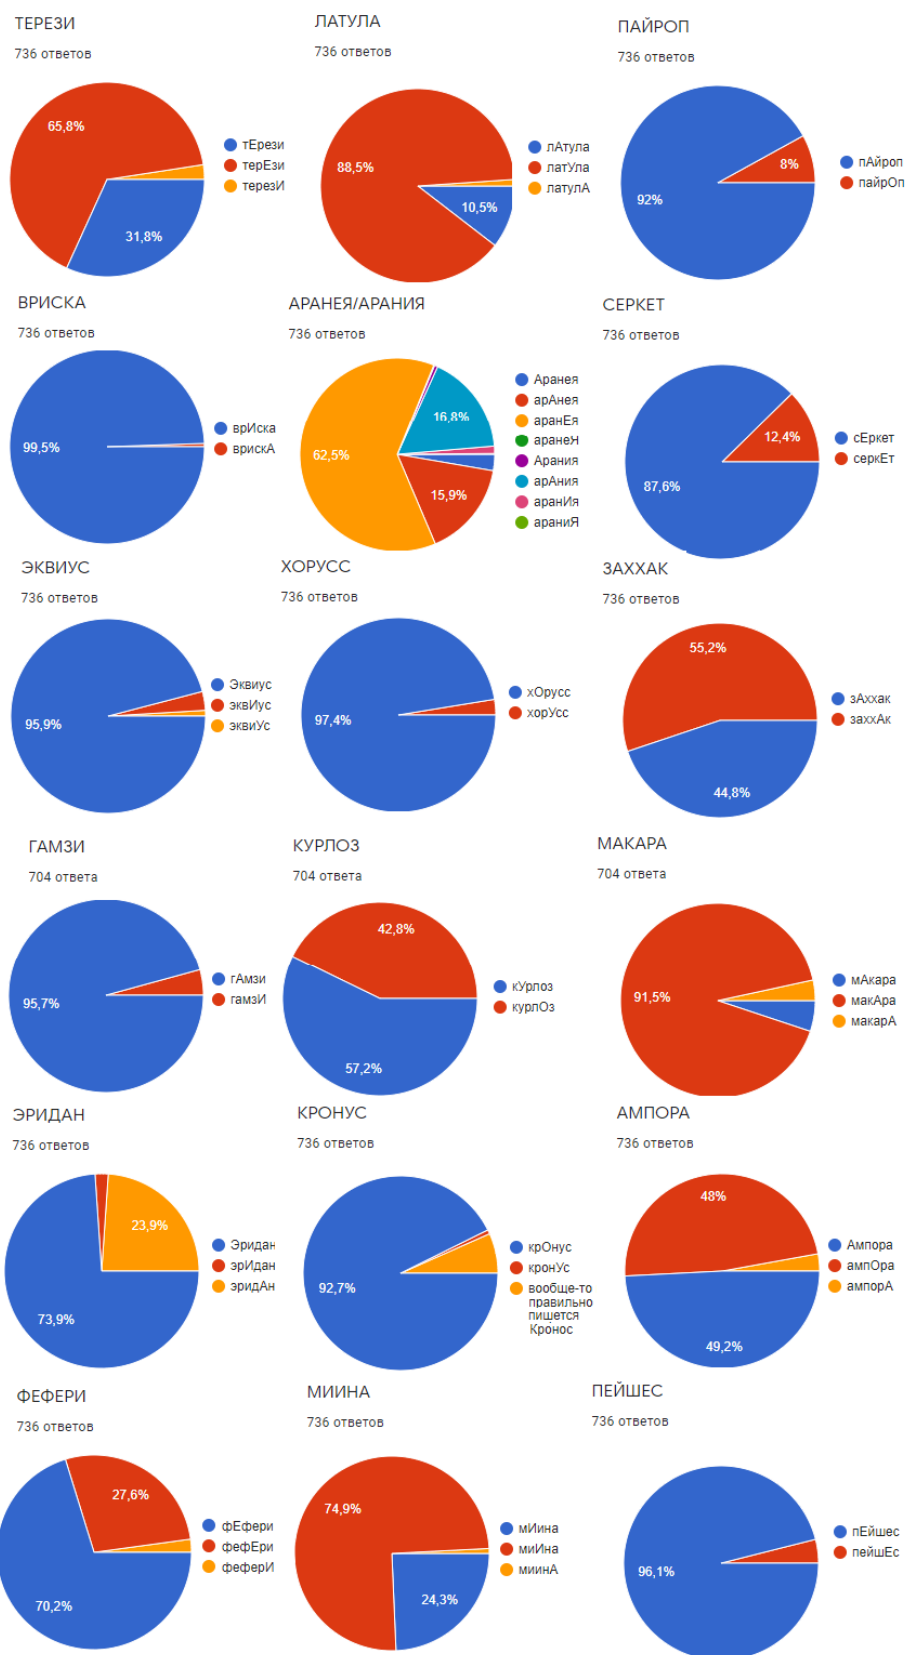 ТЕРЕЗИ
736 ответов
65,8%
31,8%
тЕрези
терЕзи
терезИ
ЛАТУЛА
736 ответов
88,5%
10,5%
лАтула
латУла
латулА
ПАЙРОП
736 ответов
92%
8%
пАйроп
пайрОп
ВРИСКА
736 ответов
99,5%
врИска
врискА
АРАНЕЯ/АРАНИЯ
736 ответов
62,5%
16,8%
15,9%
Аранея
арАнея
аранЕя
аранеЯ
Арания
арАния
аранИя
араниЯ
СЕРКЕТ
736 ответов
12,4%
87,6%
сЕркет
серкЕт
ЭКВИУС
736 ответов
95,9%
Эквиус
эквИус
эквиУс
ХОРУСС
736 ответов
97,4%
хОрусс
хорУсс
ЗАХХАК
736 ответов
55,2%
44,8%
зАххак
заххАк
ГАМЗИ
704 ответа
95,7%
гАмзи
гамзИ
КУРЛОЗ
704 ответа
42,8%
57,2%
кУрлоз
курлОз
МАКАРА
704 ответа
91,5%
мАкара
макАра
макарА
ЭРИДАН
736 ответов
23,9%
73,9%
Эридан
эрИдан
эридАн
КРОНУС
736 ответов
92,7%
крОнус
кронУс
вообще-то
правильно
пишется
Кронос
АМПОРА
736 ответов
48%
49,2%
Ампора
ампОра
ампорА
ФЕФЕРИ
736 ответов
27,6%
70,2%
фЕфери
фефЕри
феферИ
МИИНА
736 ответов
74,9%
24,3%
мИина
миИна
миинА
ПЕЙШЕС
736 ответов
96,1%
пЕйшес
пейшЕс